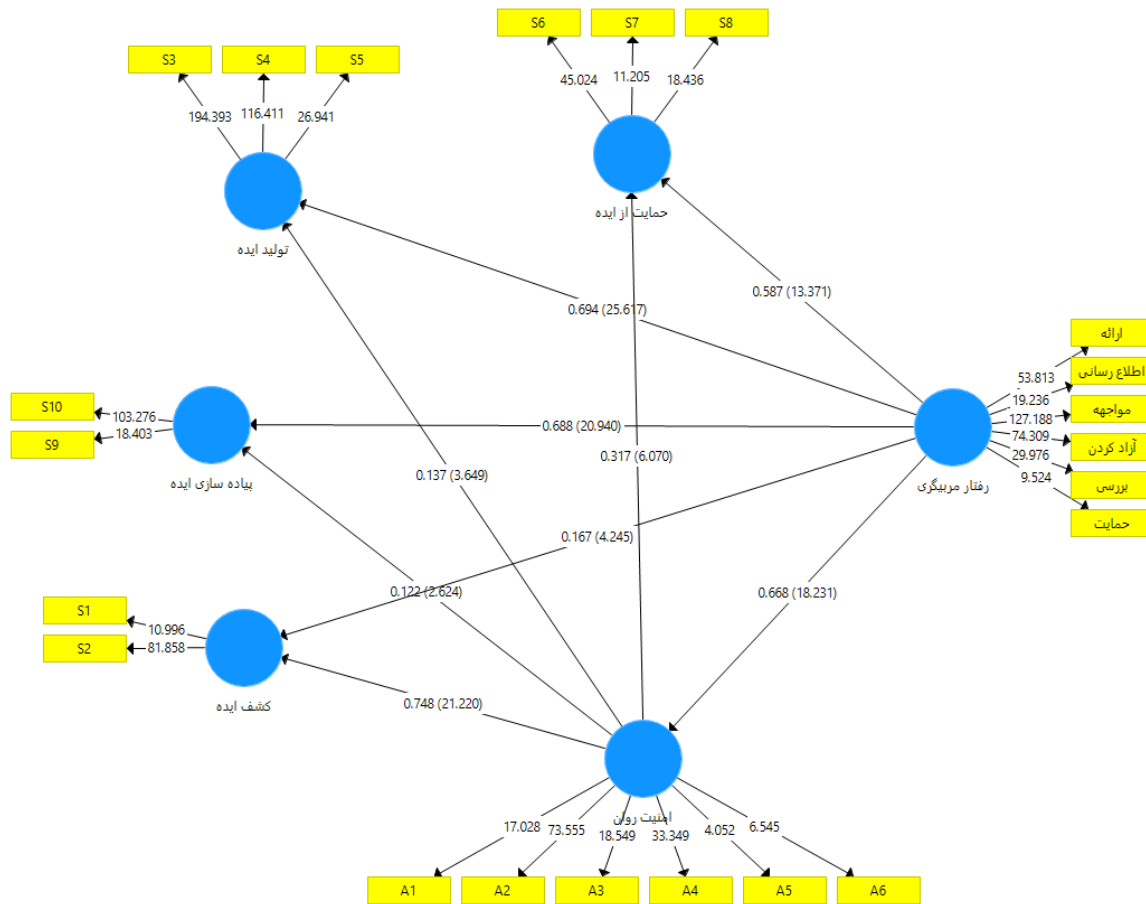 S6
S7
S8
S3
S4
S5
45.024
11.205
18.436
194.393
116.411
26.941
حمایت از ایده
تولید ایده
0.587 (13.371)
0.694 (25.617)
ارائه
اطلاع رسانی
مواجهه
آزاد کردن
بررسی
حمایت
53.813
19.236
127.188
74.309
29.976
9.524
رفتار مربیگری
S10
S9
103.276
18.403
پیاده سازی ایده
0.688 (20.940)
0.317 (6.070)
0.137 (3.649)
0.167 (4.245)
0.122 (2.624)
0.668 (18.231)
S1
S2
10.996
81.858
کشف ایده
0.748 (21.220)
امنیت روان
17.028
73.555
18.549
33.349
4.052
6.545
A1
A2
A3
A4
A5
A6